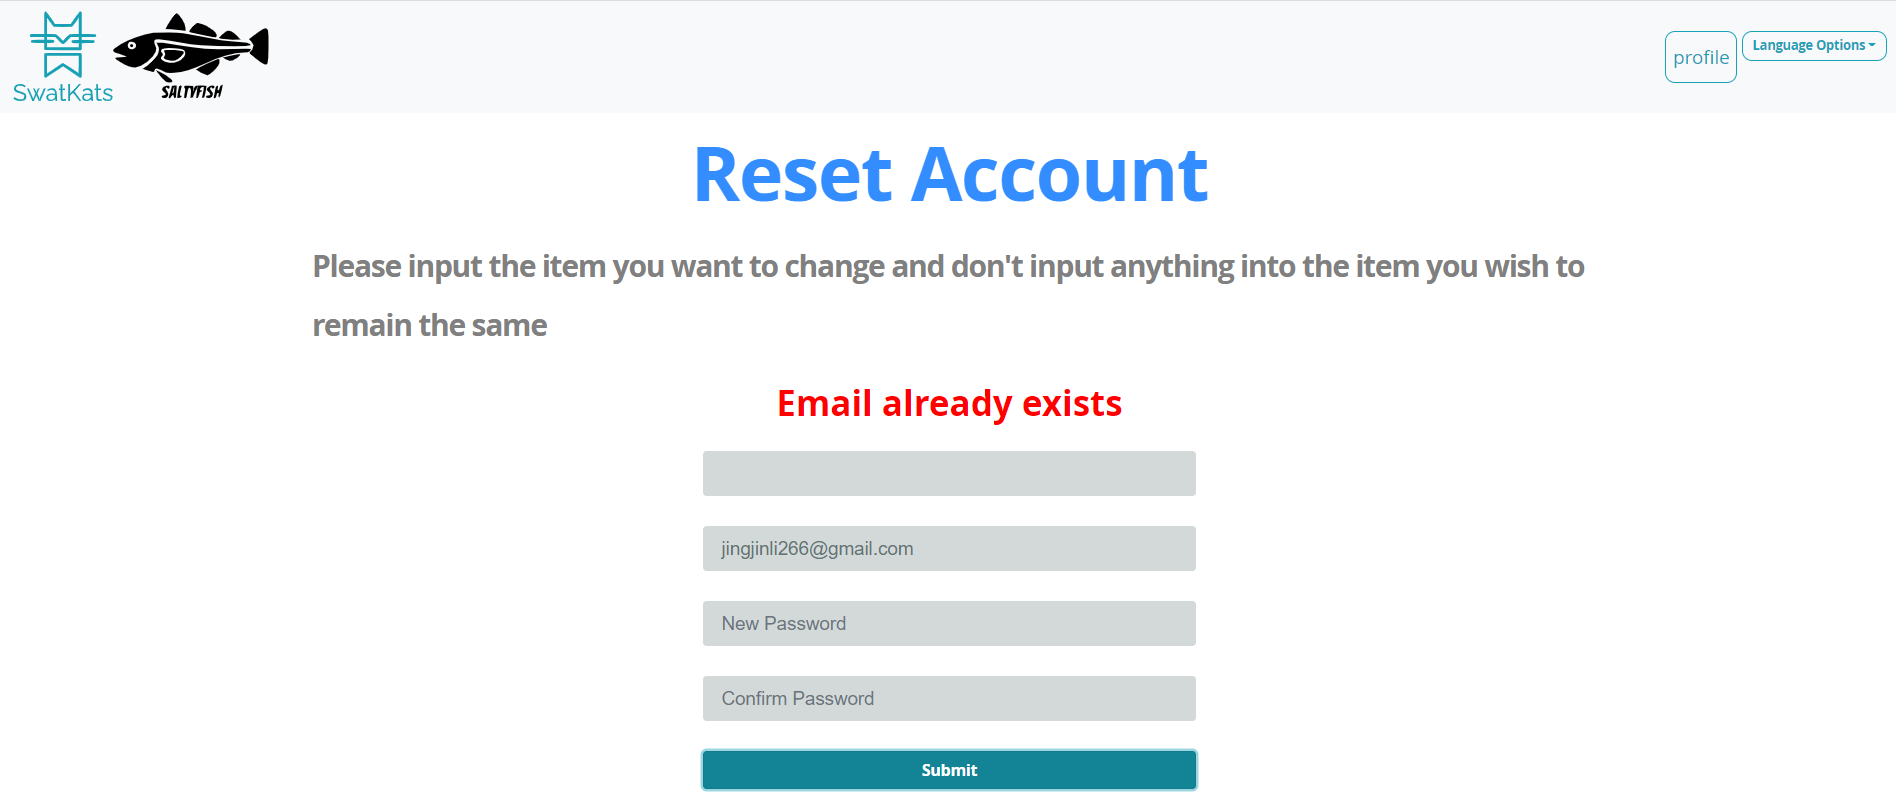 SwatKats
SALTYFISH
profile
Language Options
Reset Account
Please input the item you want to change and don't input anything into the item you wish to
remain the same
Email already exists
jingjinli266@gmail.com
New Password
Confirm Password
Submit